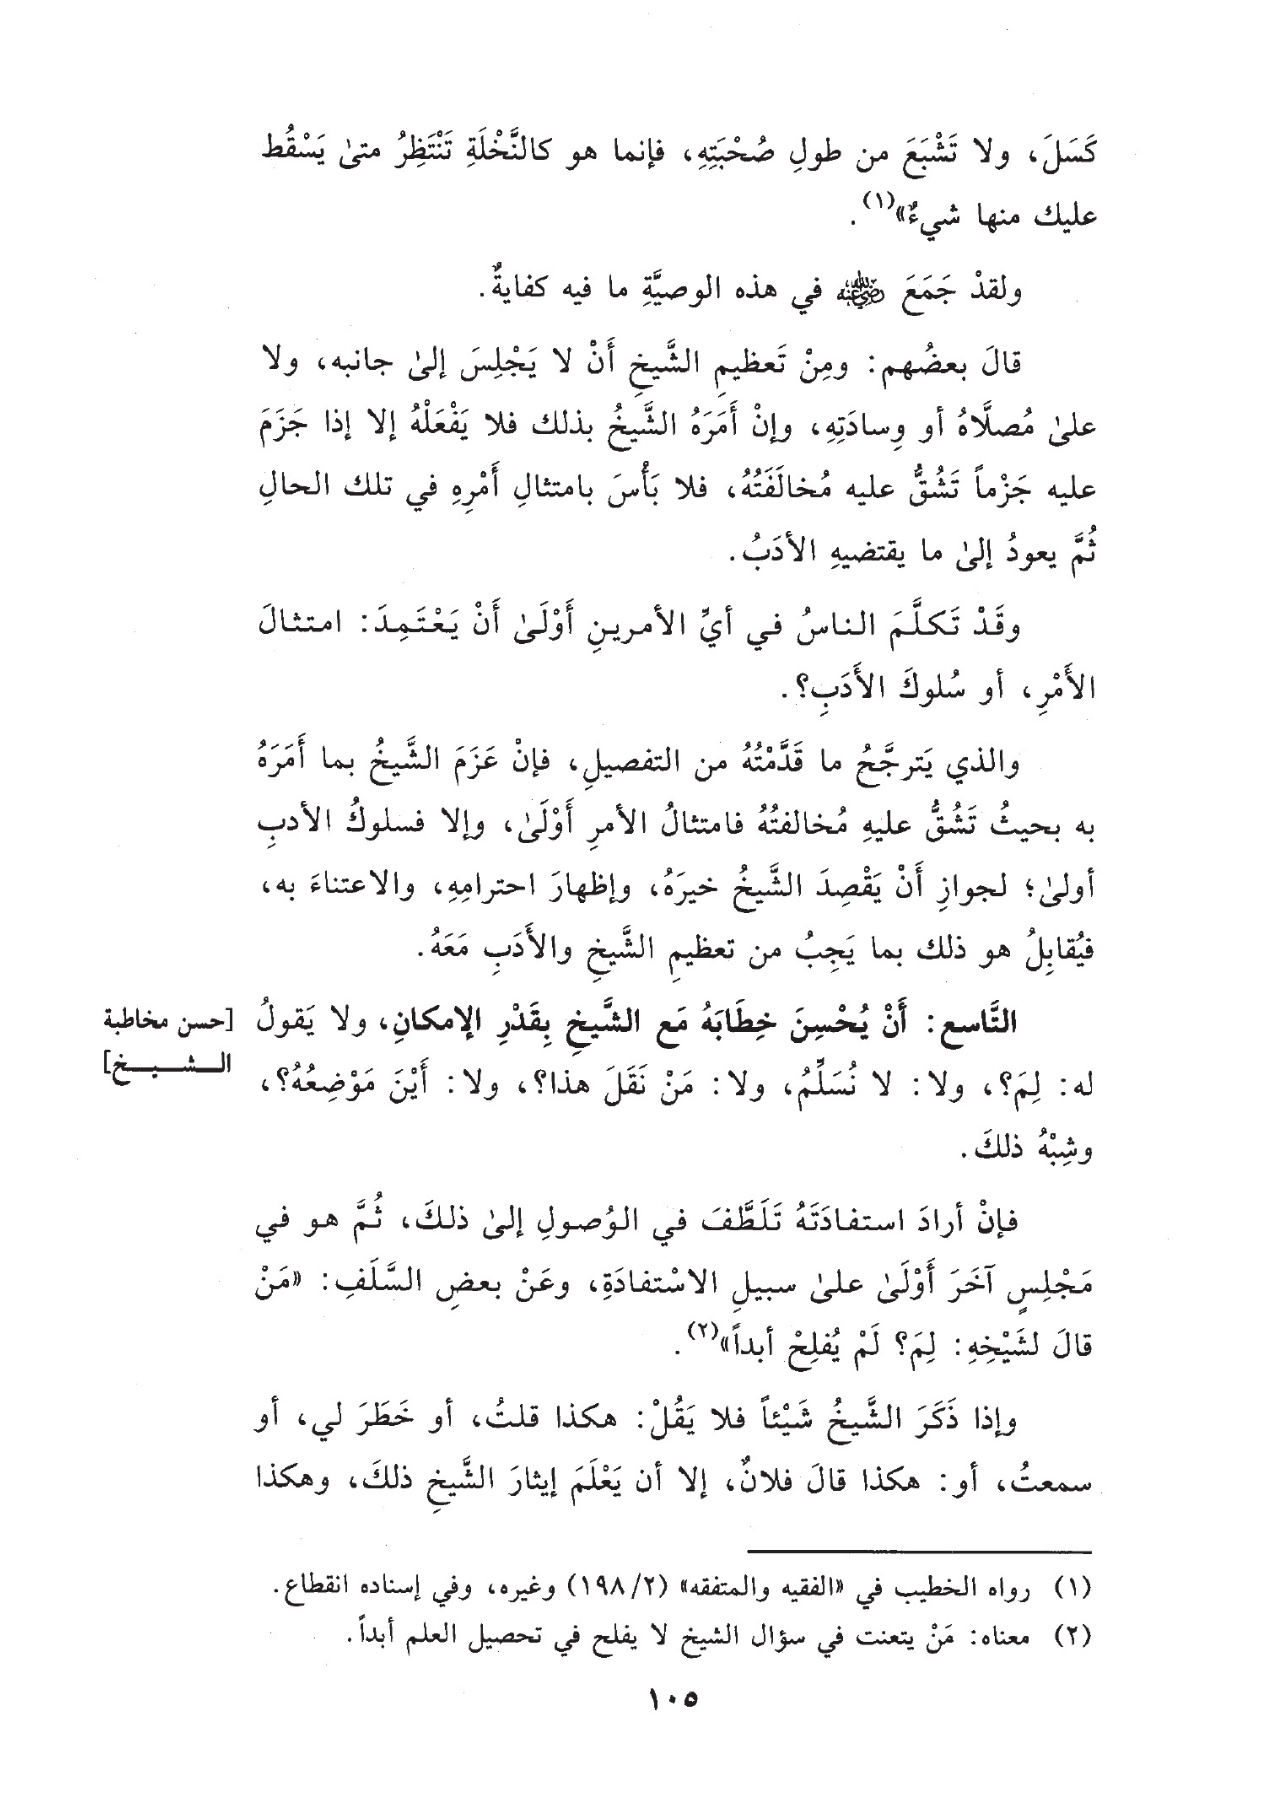 كَسَلَ، ولا تَشْبَعَ من طولِ صُحْبَتِهِ، فإنما هو كالنَّخْلَةِ تَنْتَظِرُ متىٰ يَسْقُط
عليك منها شيءٌ»(١).
ولقدْ جَمَعَ رضي الله عنه في هذه الوصيَّةِ ما فيه كفايةٌ.
قالَ بعضُهم: ومِنْ تَعظيمِ الشَّيخِ أَنْ لا يَجْلِسَ إلىٰ جانبه، ولا
علىٰ مُصلَّاهُ أو وِسادَتِهِ، وإنْ أَمَرَهُ الشَّيخُ بذلك فلا يَفْعَلْهُ إلا إذا جَزَمَ
عليه جَزْماً تَشُقُّ عليه مُخالَفَتُهُ، فلا بَأْسَ بامتثالِ أَمْرِهِ في تلك الحالِ
ثُمَّ يعودُ إلىٰ ما يقتضيهِ الأدَبُ.
وقَدْ تَكلَّمَ الناسُ في أيِّ الأمرينِ أَوْلَىٰ أَنْ يَعْتَمِدَ: امتثالَ
الأَمْرِ، أو سُلوكَ الأَدَبِ؟.
والذي يَترجَّحُ ما قَدَّمْتُهُ من التفصيلِ، فإنْ عَزَمَ الشَّيخُ بما أَمَرَهُ
به بحيثُ تَشُقُّ عليهِ مُخالفتُهُ فامتثالُ الأمرِ أَوْلَىٰ، وإلا فسلوكُ الأدبِ
أولىٰ؛ لجوازِ أَنْ يَقْصِدَ الشَّيخُ خيرَهُ، وإظهارَ احترامِهِ، والاعتناءَ به،
فيُقابِلُ هو ذلك بما يَجِبُ من تعظيمِ الشَّيخِ والأَدَبِ مَعَهُ.
التَّاسع: أَنْ يُحْسِنَ خِطَابَهُ مَع الشَّيخِ بِقَدْرِ الإمكانِ، ولا يَقولُ
[حسن مخاطبة
الشيخ]
له: لِمَ؟، ولا: لا نُسَلِّمُ، ولا: مَنْ نَقَلَ هذا؟، ولا: أَيْنَ مَوْضِعُهُ؟،
وشِبْهُ ذلكَ.
فإنْ أرادَ استفادَتَهُ تَلَطَّفَ في الوُصولِ إلىٰ ذلكَ، ثُمَّ هو في
مَجْلِسٍ آخَرَ أَوْلَىٰ علىٰ سبيلِ الاسْتفادَةِ، وعَنْ بعضِ السَّلَفِ: «مَنْ
قالَ لشَيْخِهِ: لِمَ؟ لَمْ يُفلِحْ أبداً»(٢).
وإذا ذَكَرَ الشَّيخُ شَيْئاً فلا يَقُلْ: هكذا قلتُ، أو خَطَرَ لي، أو
سمعتُ، أو: هكذا قالَ فلانٌ، إلا أن يَعْلَمَ إيثارَ الشَّيخِ ذلكَ، وهكذا
(١) رواه الخطيب في «الفقيه والمتفقه» (١٩٨/٢) وغيره، وفي إسناده انقطاع.
(٢) معناه: مَنْ يتعنت في سؤال الشيخ لا يفلح في تحصيل العلم أبداً.
١٠٥